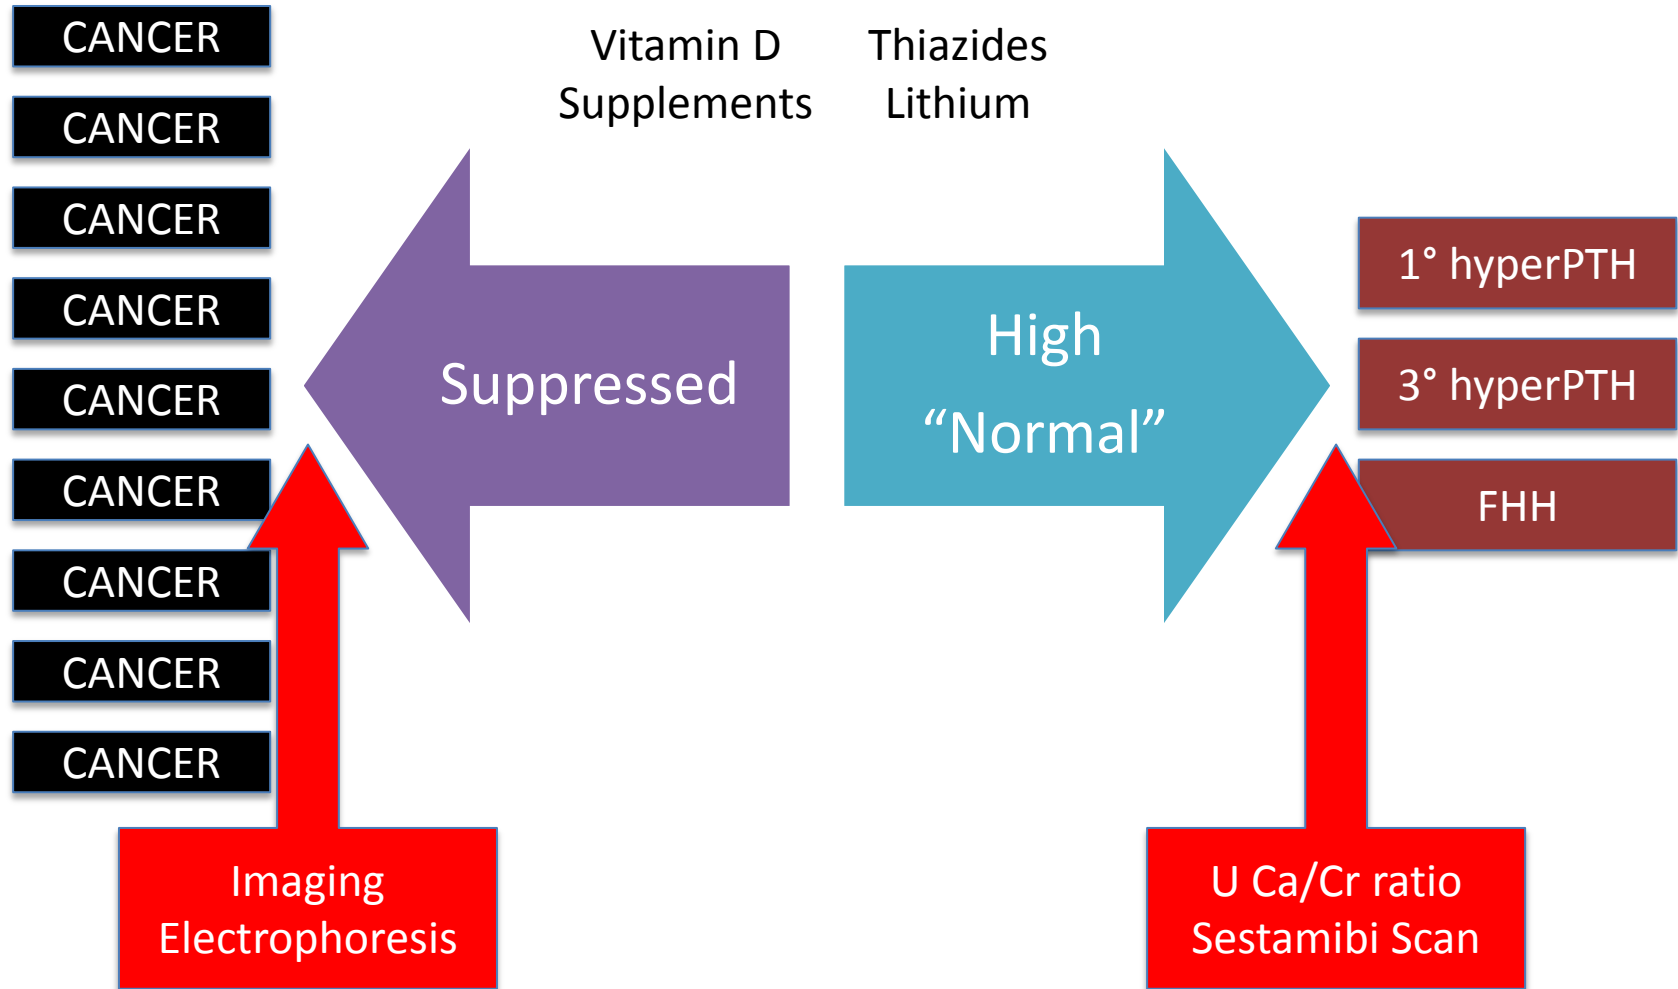 CANCER
CANCER
CANCER
CANCER
CANCER
CANCER
CANCER
CANCER
CANCER
Vitamin D
Supplements
Thiazides
Lithium
Suppressed
High
“Normal”
1° hyperPTH
3° hyperPTH
FHH
Imaging
Electrophoresis
U Ca/Cr ratio
Sestamibi Scan